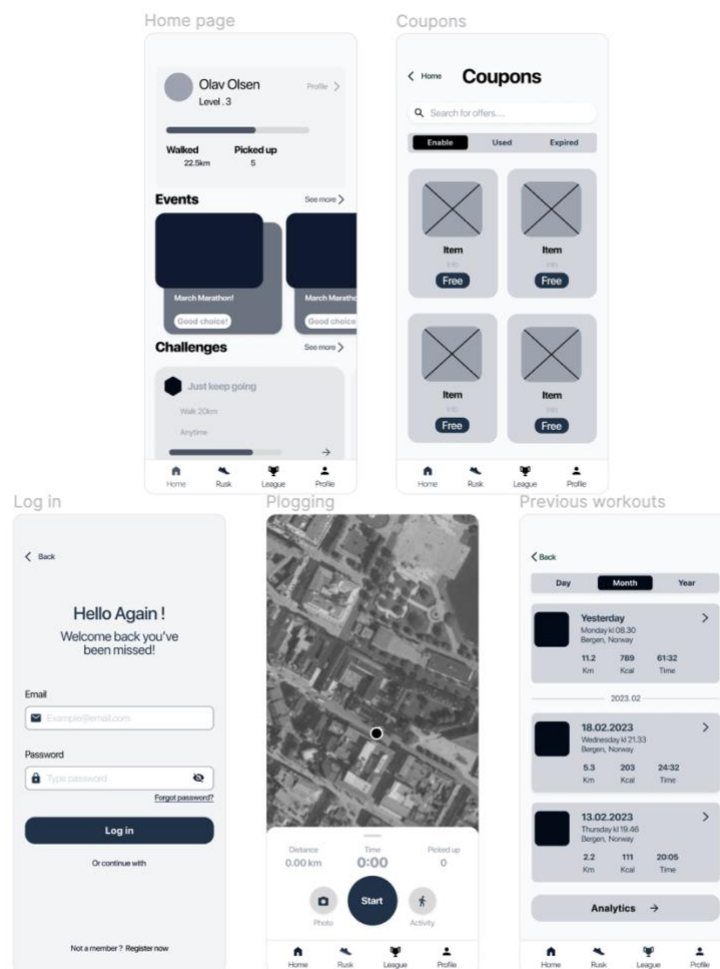 Home page
Olav Olsen
Profile
Level . 3
Walked Picked up
22.5km 5
Events See more
March Marathon! March Maratho
Good choice! Good choice
Challenges See more
Just keep going
Walk 20km
Anytime
Home Rusk League Profile
Coupons
Home Coupons
Search for offers....
Enable Used Expired
Item Item
Info Info
Free Free
Item Item
Info Info
Free Free
Home Rusk League Profile
Log in
Back
Hello Again !
Welcome back you've
been missed!
Email
Example@email.com
Password
Type password
Forgot password?
Log in
Or continue with
Not a member ? Register now
Plogging
Distance Time Picked up
0.00 km 0:00 0
Start
Photo Activity
Home Rusk League Profile
Previous workouts
Back
Day Month Year
Yesterday
Monday kl 08.30
Bergen, Norway
11.2 789 61:32
Km Kcal Time
2023.02
18.02.2023
Wednesday kl 21.33
Bergen, Norway
5.3 203 24:32
Km Kcal Time
13.02.2023
Thursday kl 19.46
Bergen, Norway
2.2 111 20:05
Km Kcal Time
Analytics
Home Rusk League Profile